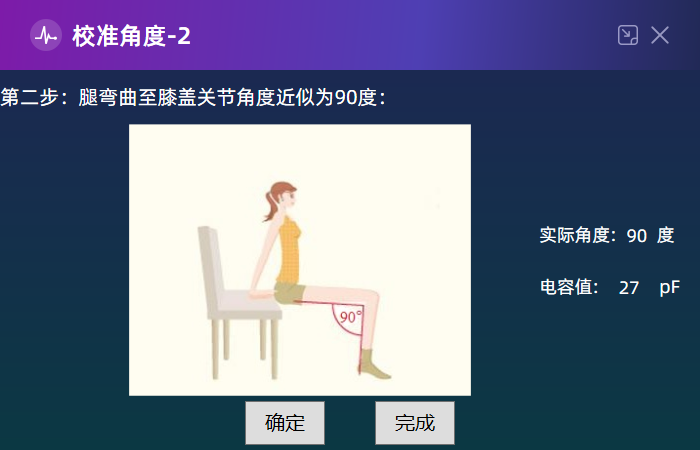 校准角度-2
第二步：腿弯曲至膝盖关节角度近似为90度：
90°
实际角度：90 度
电容值： 27 pF
确定 完成